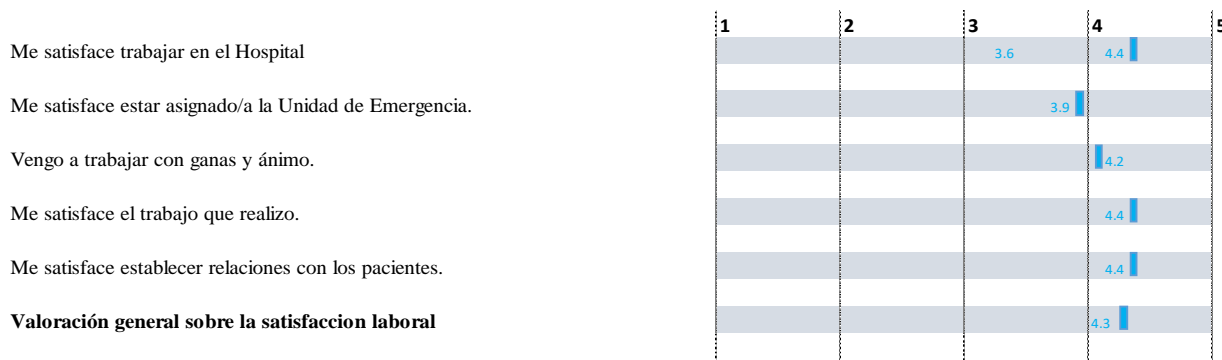 1 2 3 4 5
Me satisface trabajar en el Hospital 3.6 4.4
Me satisface estar asignado/a la Unidad de Emergencia. 3.9
Vengo a trabajar con ganas y ánimo. 4.2
Me satisface el trabajo que realizo. 4.4
Me satisface establecer relaciones con los pacientes. 4.4
Valoración general sobre la satisfaccion laboral 4.3